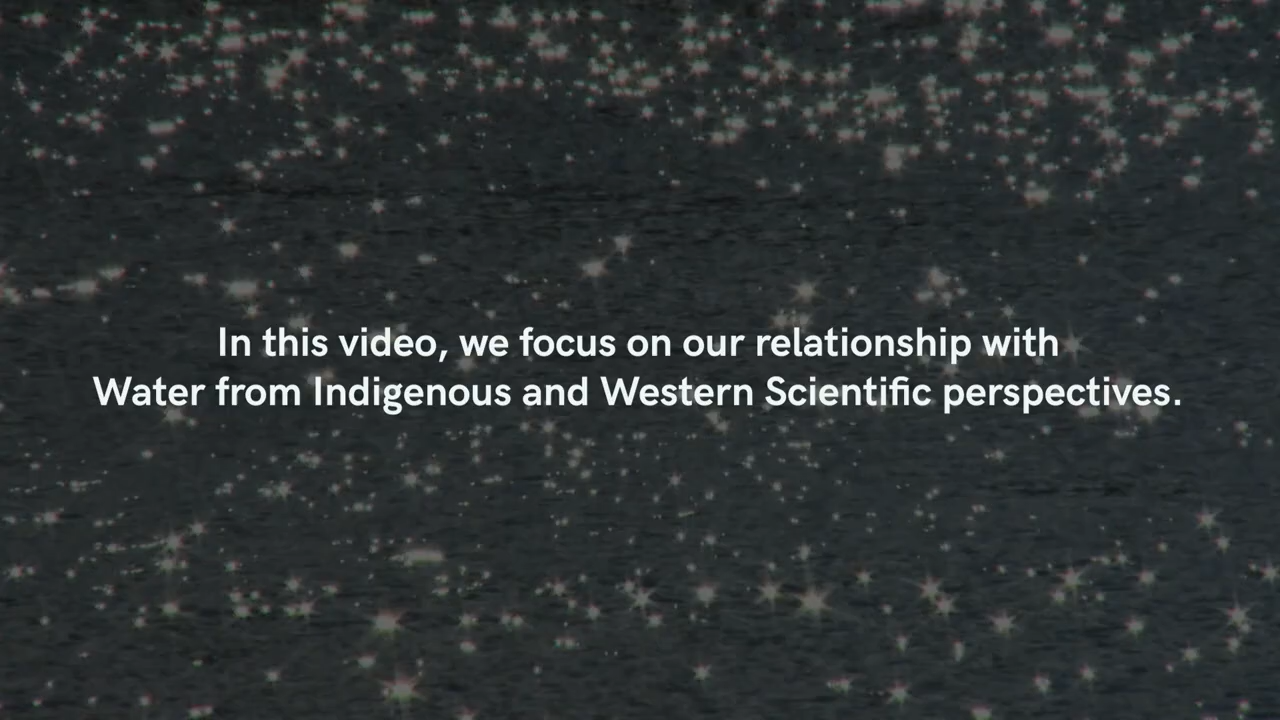 In this video, we focus on our relationship with
Water from Indigenous and Western Scientific perspectives.